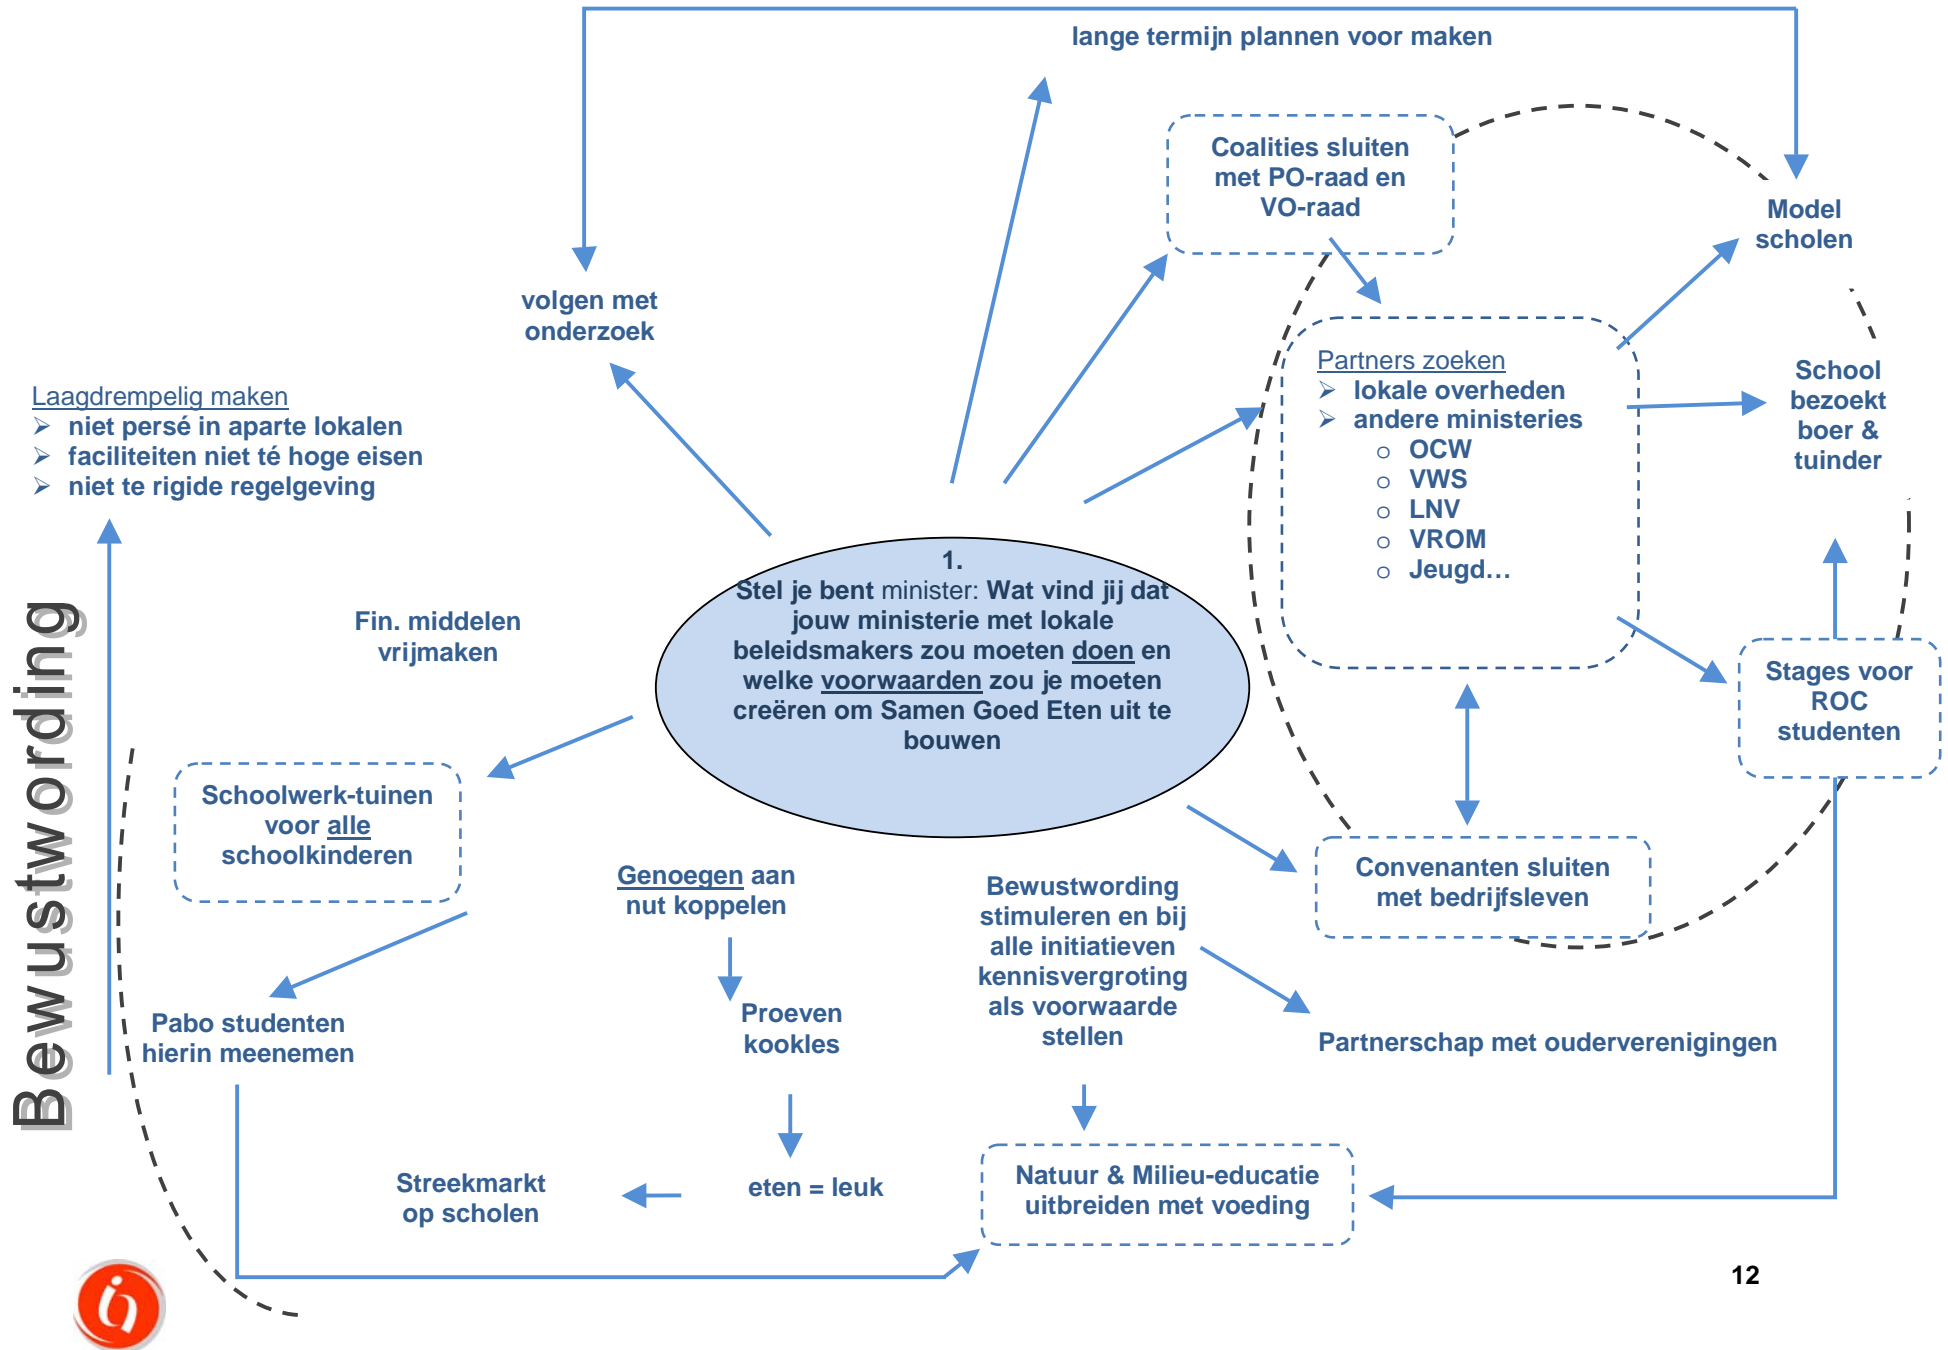 lange termijn plannen voor maken
Coalities sluiten
met PO-raad en
VO-raad
Model
scholen
volgen met
onderzoek
Partners zoeken
➢ lokale overheden
➢ andere ministeries
o OCW
o VWS
o LNV
o VROM
o Jeugd…
School
bezoekt
boer &
tuinder
Laagdrempelig maken
➢ niet persé in aparte lokalen
➢ faciliteiten niet té hoge eisen
➢ niet te rigide regelgeving
1.
Stel je bent minister: Wat vind jij dat
jouw ministerie met lokale
beleidsmakers zou moeten doen en
welke voorwaarden zou je moeten
creëren om Samen Goed Eten uit te
bouwen
Fin. middelen
vrijmaken
Bewustwording
Stages voor
ROC
studenten
Schoolwerk-tuinen
voor alle
schoolkinderen
Genoegen aan
nut koppelen
Bewustwording
stimuleren en bij
alle initiatieven
kennisvergroting
als voorwaarde
stellen
Convenanten sluiten
met bedrijfsleven
Pabo studenten
hierin meenemen
Proeven
kookles
Partnerschap met ouderverenigingen
Streekmarkt
op scholen
eten = leuk
Natuur & Milieu-educatie
uitbreiden met voeding
12